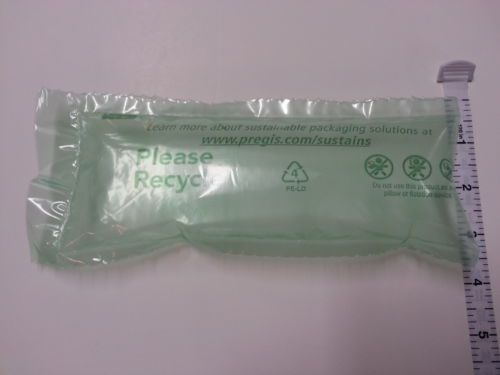 Learn more about sustainable packaging solutions at
www.pregis.com/sustains
Please
Recycle
4
PE-LD
Do not use this product as a
pillow or flotation device
1
2
3
4
5